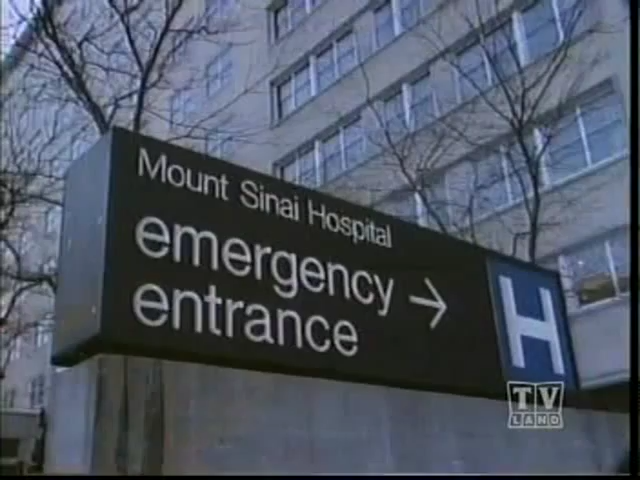 Mount Sinai Hospital
emergency →
entrance
H
TV
LAND